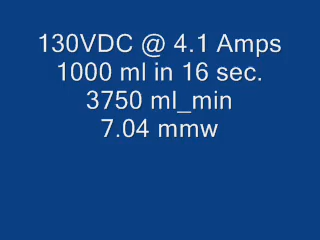 130VDC @ 4.1 Amps
1000 ml in 16 sec.
3750 ml_min
7.04 mmw